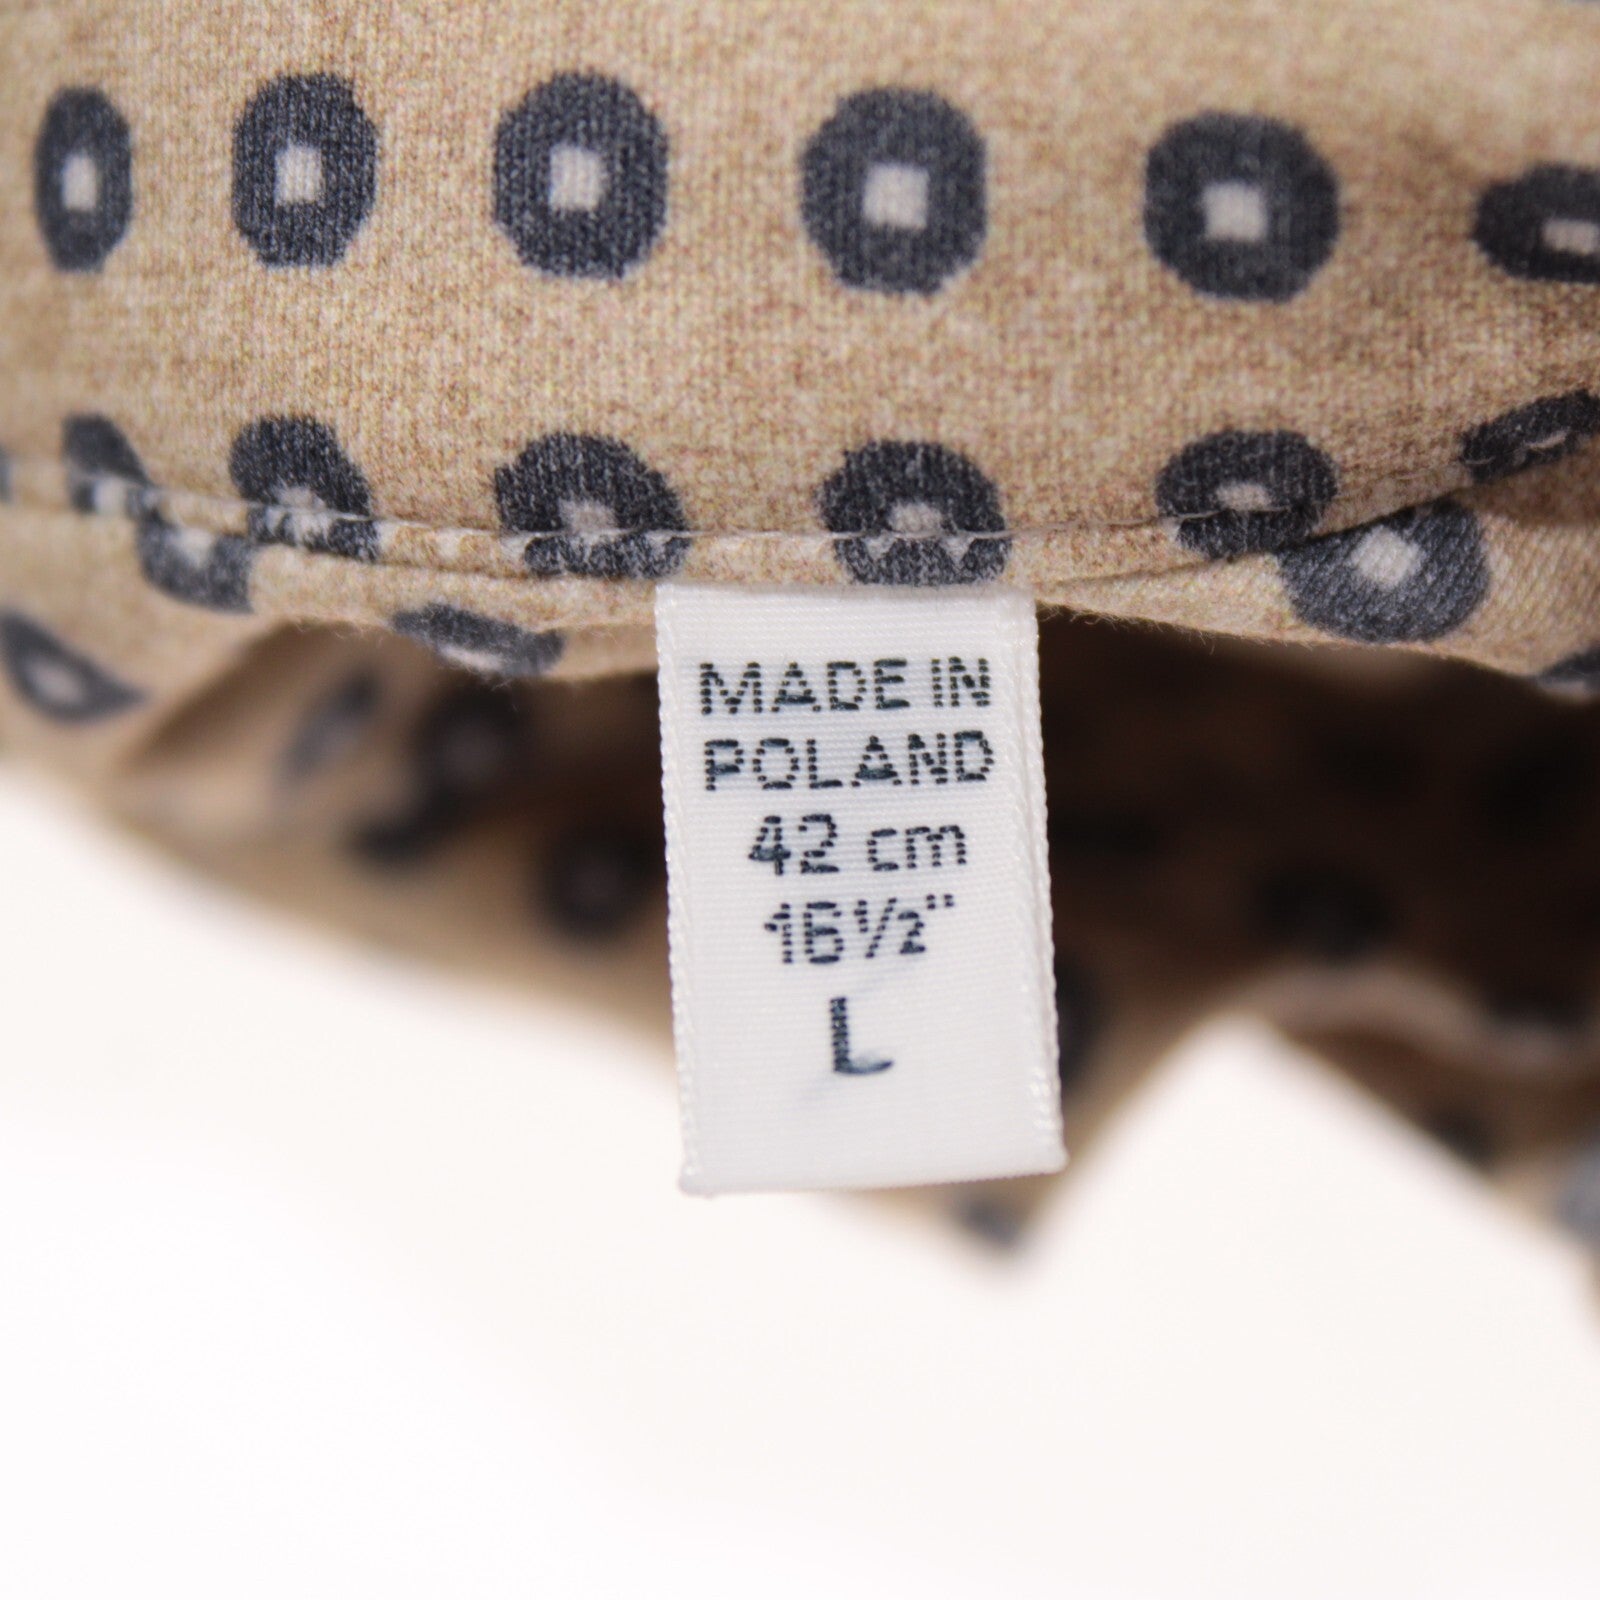 MADE IN
POLAND
42 cm
16½"
L